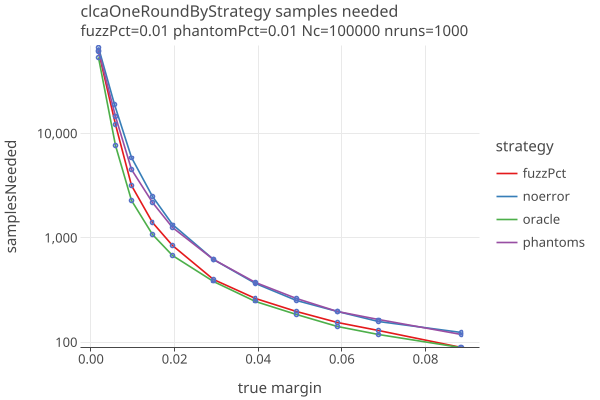 clcaOneRoundByStrategy samples needed
fuzzPct=0.01 phantomPct=0.01 Nc=100000 nruns=1000
samplesNeeded
10,000
1,000
100
0.00
0.02
0.04
0.06
0.08
true margin
strategy
fuzzPct
noerror
oracle
phantoms